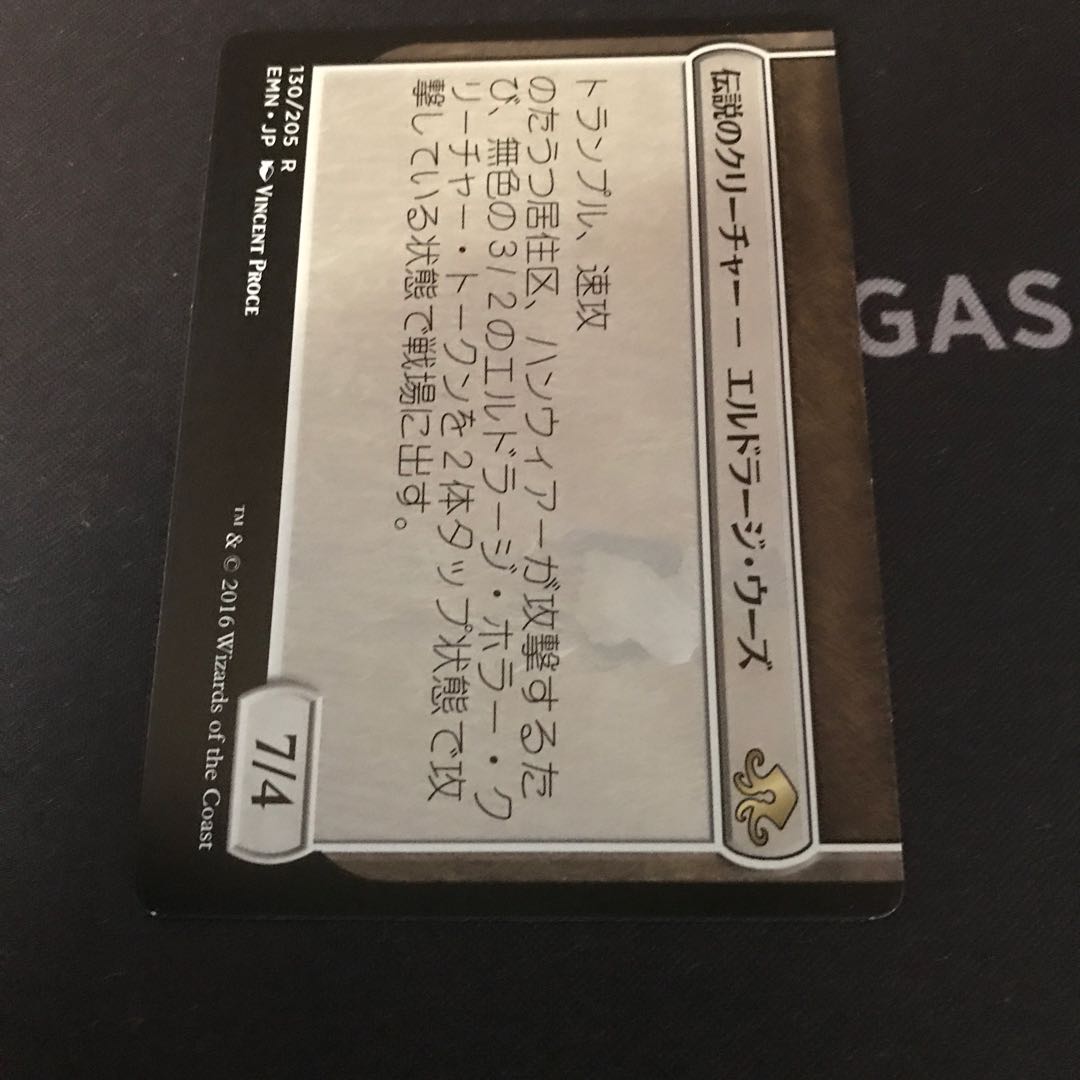 伝説のクリーチャー — エルドラージ・ウーズ
トランプル、速攻
のたうつ居住区、ハンウィアーが攻撃するた
び、無色の3/2のエルドラージ・ホラー・ク
リーチャー・トークンを2体タップ状態で攻
撃している状態で戦場に出す。
7/4
130/205 R
EMN・JP VINCENT PROCE
™ & © 2016 Wizards of the Coast
GAS